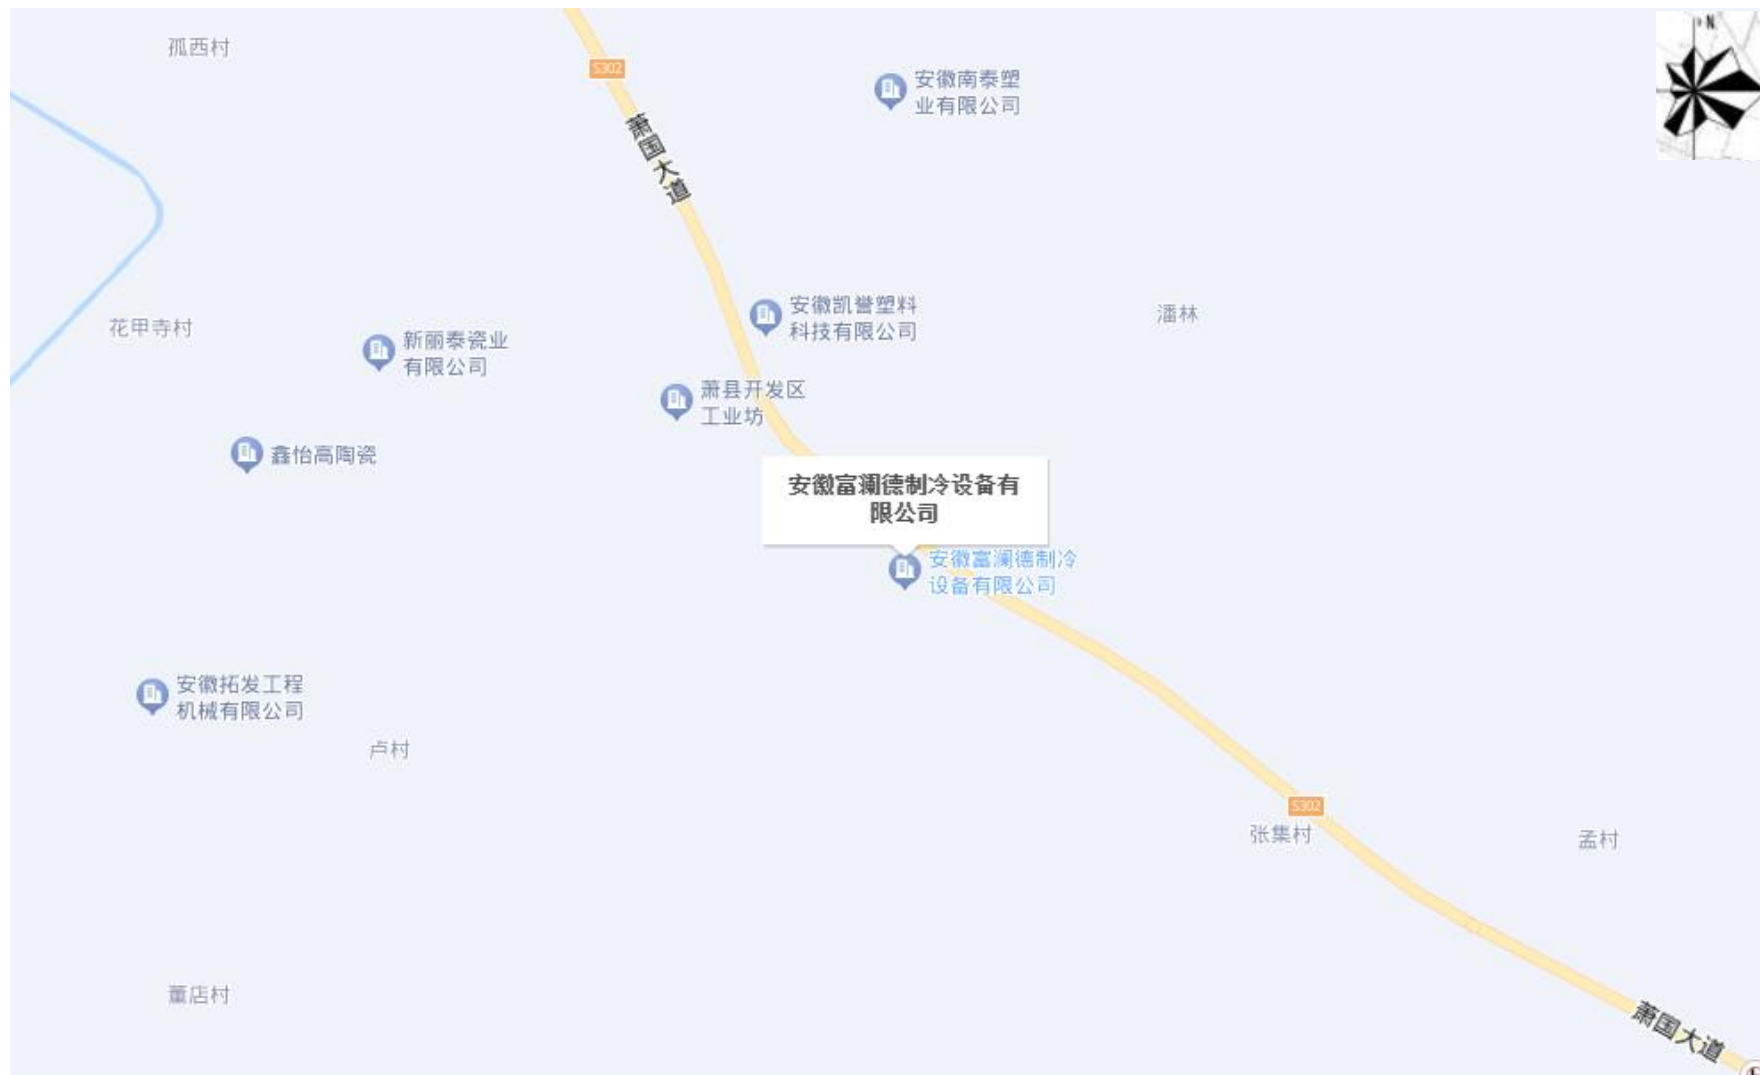 孤西村
S302
安徽南泰塑
业有限公司
N
萧国大道
安徽凯誉塑料
科技有限公司
潘林
花甲寺村
新丽泰瓷业
有限公司
萧县开发区
工业坊
鑫怡高陶瓷
安徽富澜德制冷设备有
限公司
安徽富澜德制冷
设备有限公司
安徽拓发工程
机械有限公司
卢村
S302
张集村
孟村
董店村
萧国大道